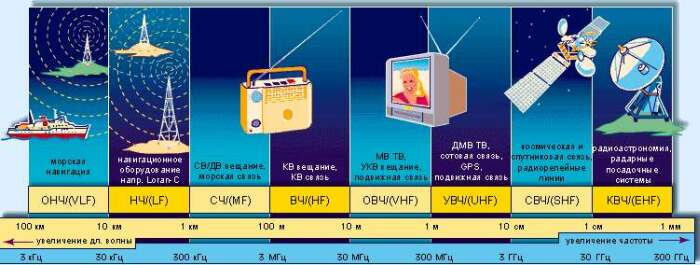 морская
навигация
навигационное
оборудование
напр. Loran-C
СВ/ДВ вещание,
морская связь
КВ вещание,
КВ связь
МВ ТВ,
УКВ вещание,
подвижная связь
ДМВ ТВ,
сотовая связь,
GPS,
подвижная связь
космическая и
спутниковая связь,
радиорелейные
линии
радиоастрономия,
радарные
посадочные
системы
ОНЧ/(VLF) НЧ/(LF) СЧ/(MF) ВЧ/(HF) ОВЧ/(VHF) УВЧ/(UHF) СВЧ/(SHF) КВЧ/(EHF)
100 км 10 км 1 км 100 м 10 м 1 м 10 см 1 см 1 мм
увеличение дл. волны увеличение частоты
3 кГц 30 кГц 300 кГц 3 МГц 30 МГц 300 МГц 3 ГГц 30 ГГц 300 ГГц